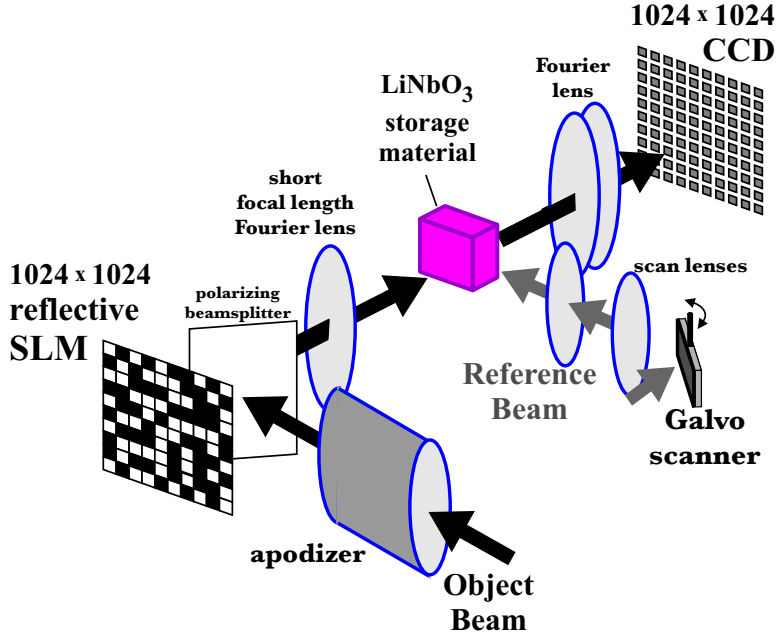 1024 x 1024
CCD
Fourier
lens
LiNbO3
storage
material
short
focal length
Fourier lens
scan lenses
1024 x 1024
reflective
SLM
polarizing
beamsplitter
Reference
Beam
Galvo
scanner
apodizer
Object
Beam